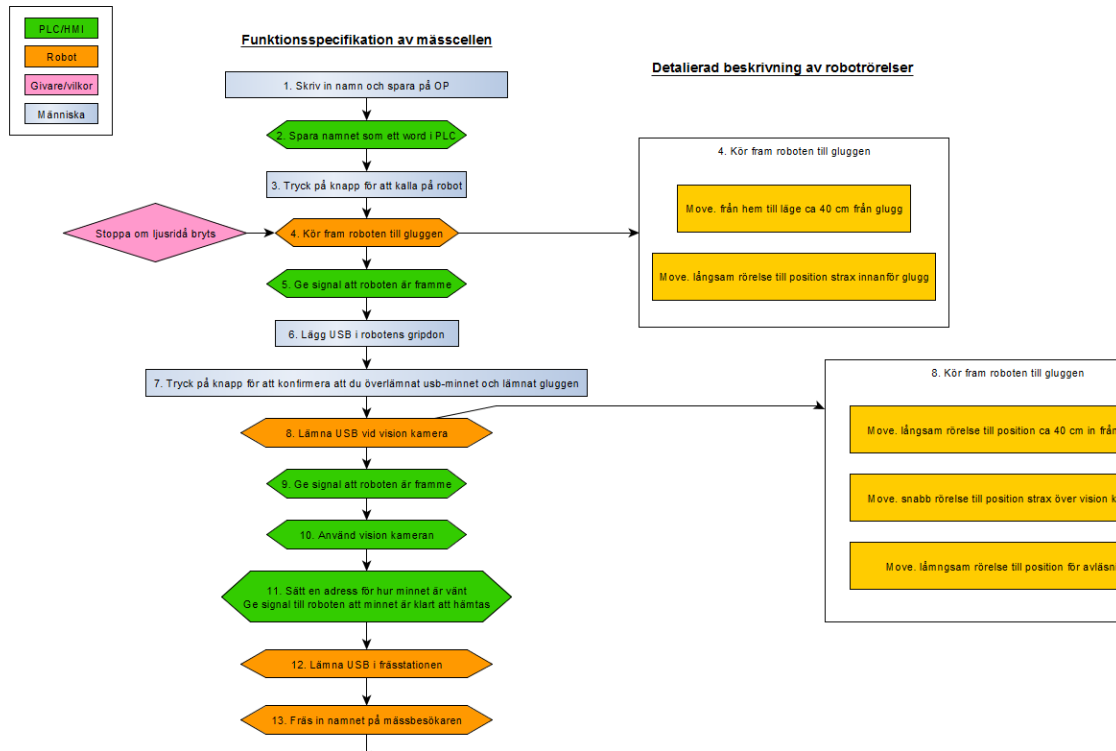 PLC/HMI
Robot
Givare/vilkor
Människa
Funktionsspecifikation av mässcellen
Detalierad beskrivning av robotrörelser
1. Skriv in namn och spara på OP
2. Spara namnet som ett word i PLC
3. Tryck på knapp för att kalla på robot
Stoppa om ljusridå bryts
4. Kör fram roboten till gluggen
5. Ge signal att roboten är framme
6. Lägg USB i robotens gripdon
7. Tryck på knapp för att konfirmera att du överlämnat usb-minnet och lämnat gluggen
8. Lämna USB vid vision kamera
9. Ge signal att roboten är framme
10. Använd vision kameran
11. Sätt en adress för hur minnet är vänt
Ge signal till roboten att minnet är klart att hämtas
12. Lämna USB i frässtationen
13. Fräs in namnet på mässbesökaren
4. Kör fram roboten till gluggen
Move. från hem till läge ca 40 cm från glugg
Move. långsam rörelse till position strax innanför glugg
8. Kör fram roboten till gluggen
Move. långsam rörelse till position ca 40 cm in från
Move. snabb rörelse till position strax över vision k
Move. låmngsam rörelse till position för avläsni